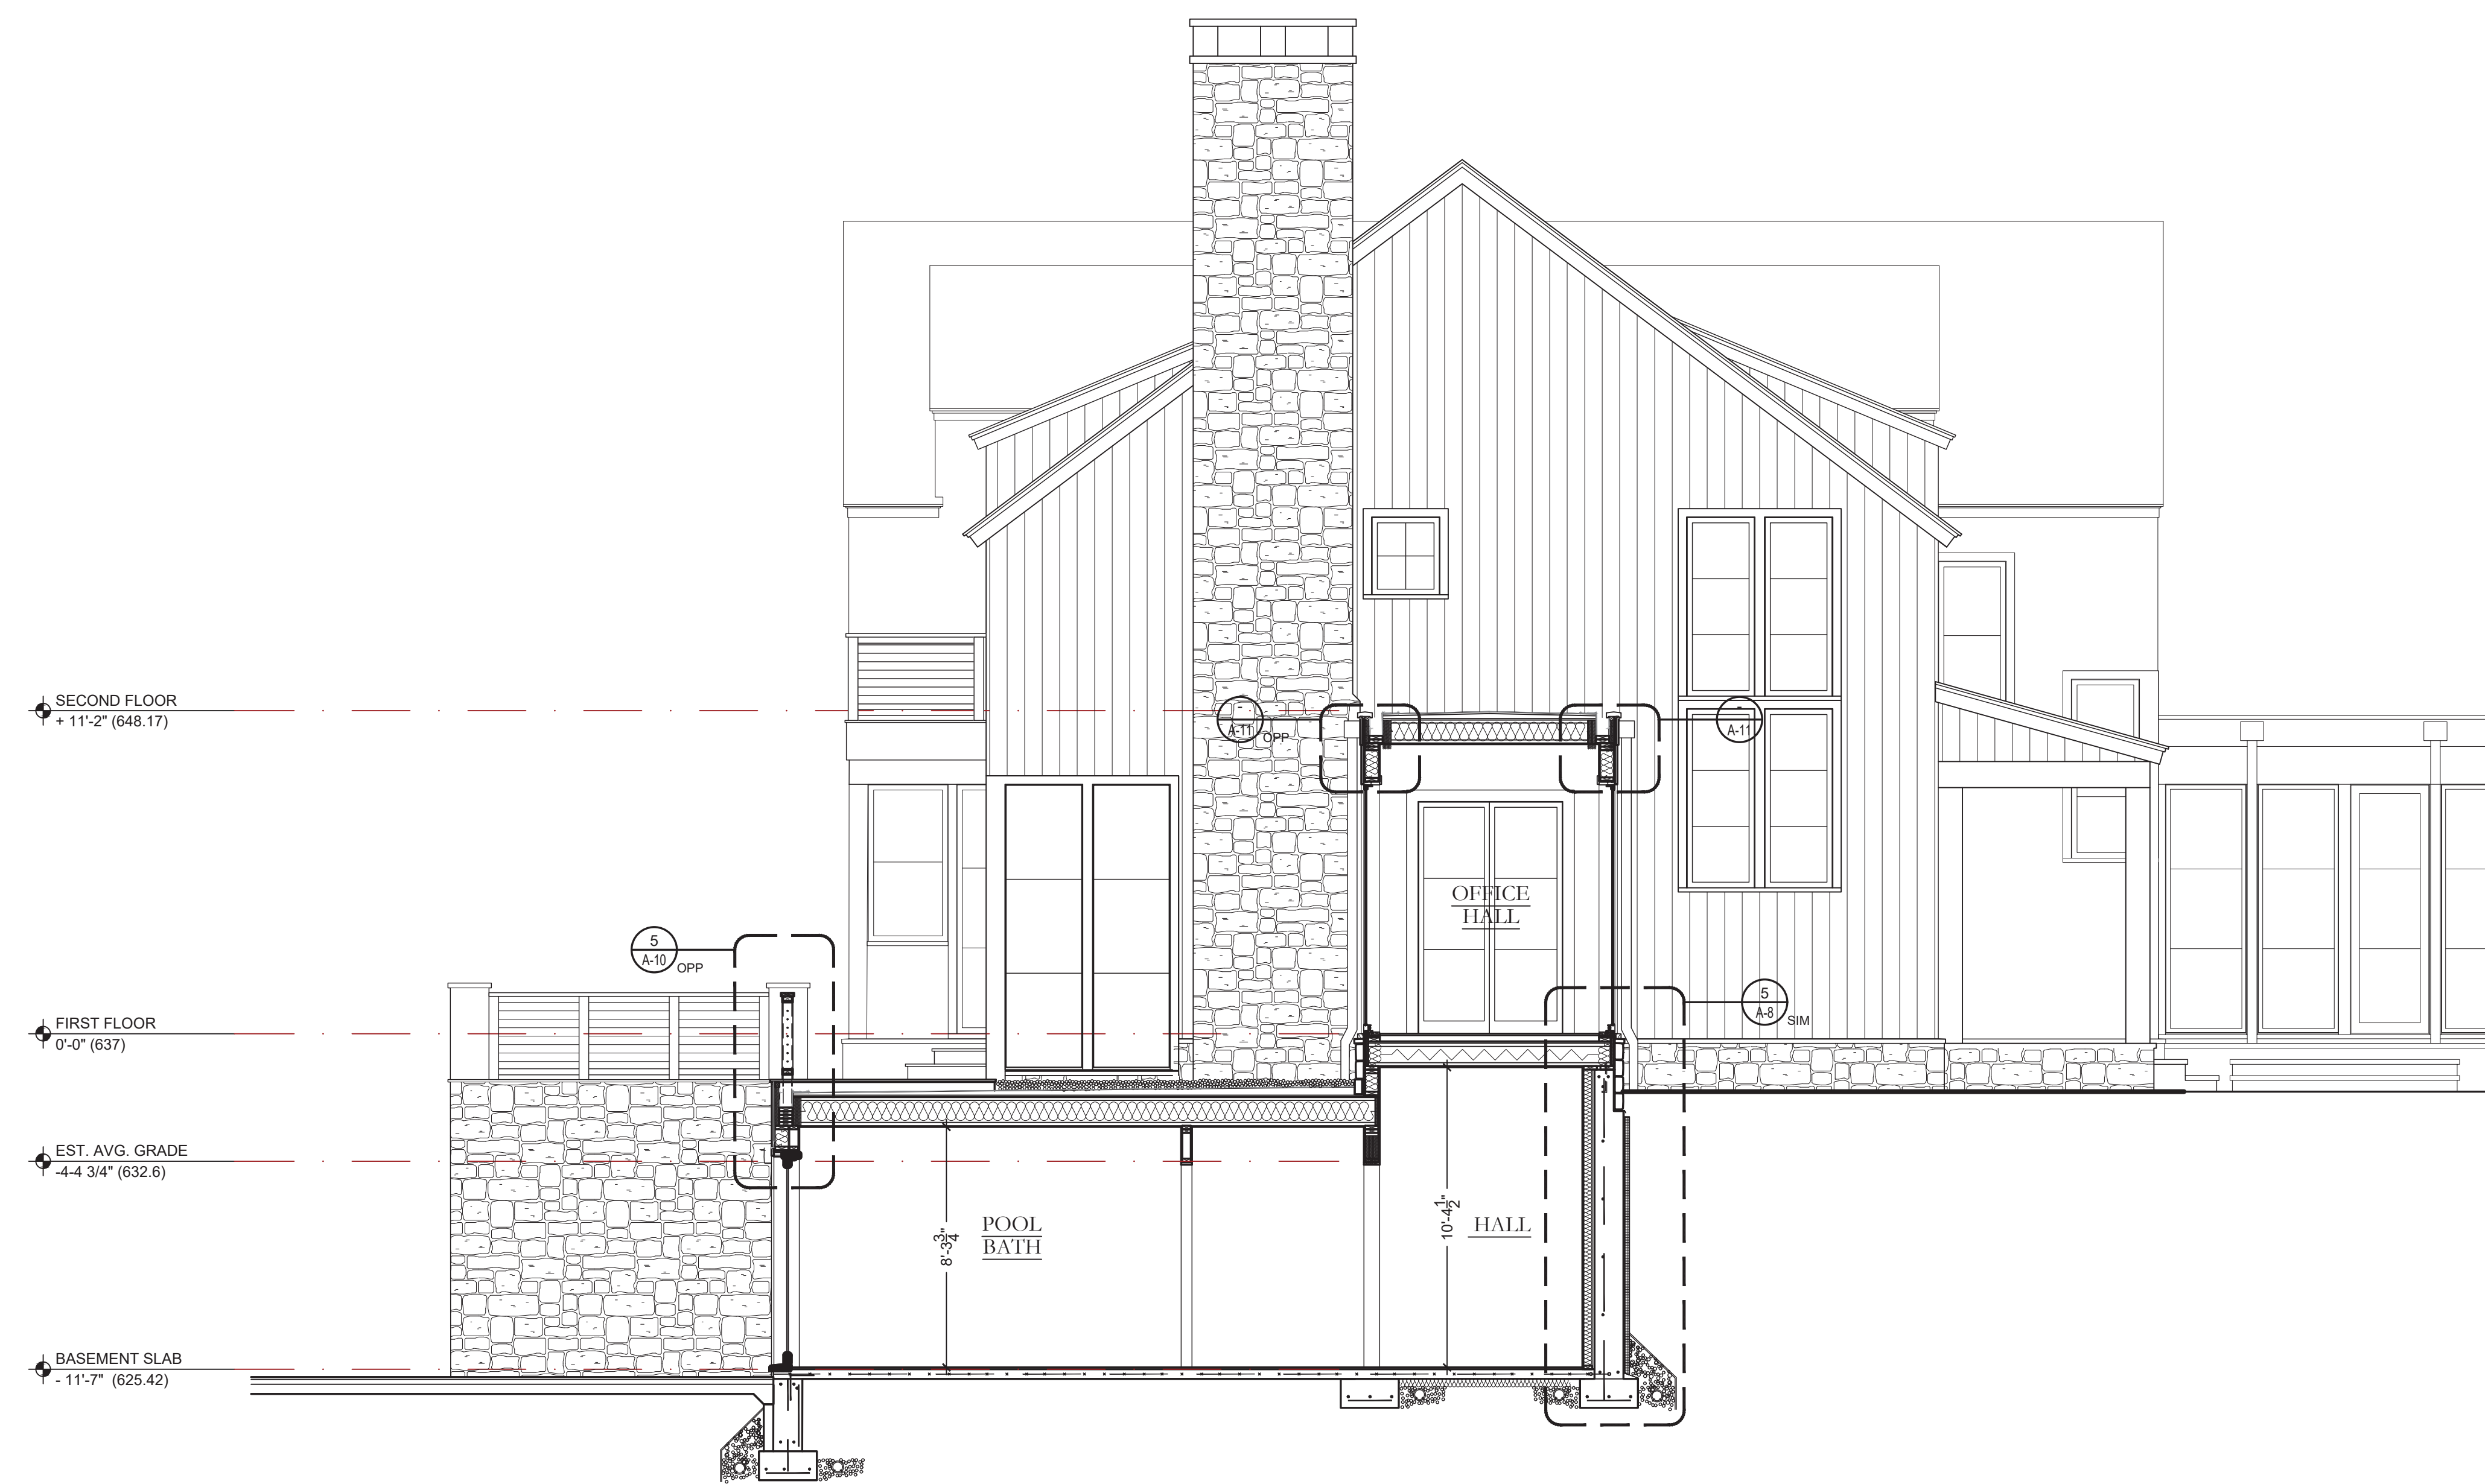 SECOND FLOOR
+ 11'-2" (648.17)
-
A-11
OPP
-
A-11
OFFICE
HALL
5
A-10
OPP
5
A-8
SIM
FIRST FLOOR
0'-0" (637)
EST. AVG. GRADE
-4-4 3/4" (632.6)
8'-3 3/4"
POOL
BATH
10'-4 1/2"
HALL
BASEMENT SLAB
- 11'-7" (625.42)